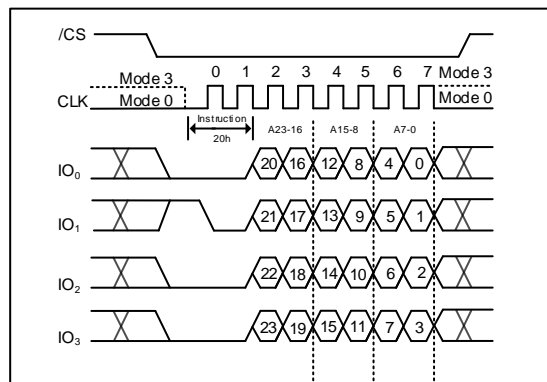 /CS
0 1 2 3 4 5 6 7
Mode 3 Mode 3
CLK Mode 0 Mode 0
Instruction A23-16 A15-8 A7-0
20h
IO0 20 16 12 8 4 0
IO1 21 17 13 9 5 1
IO2 22 18 14 10 6 2
IO3 23 19 15 11 7 3